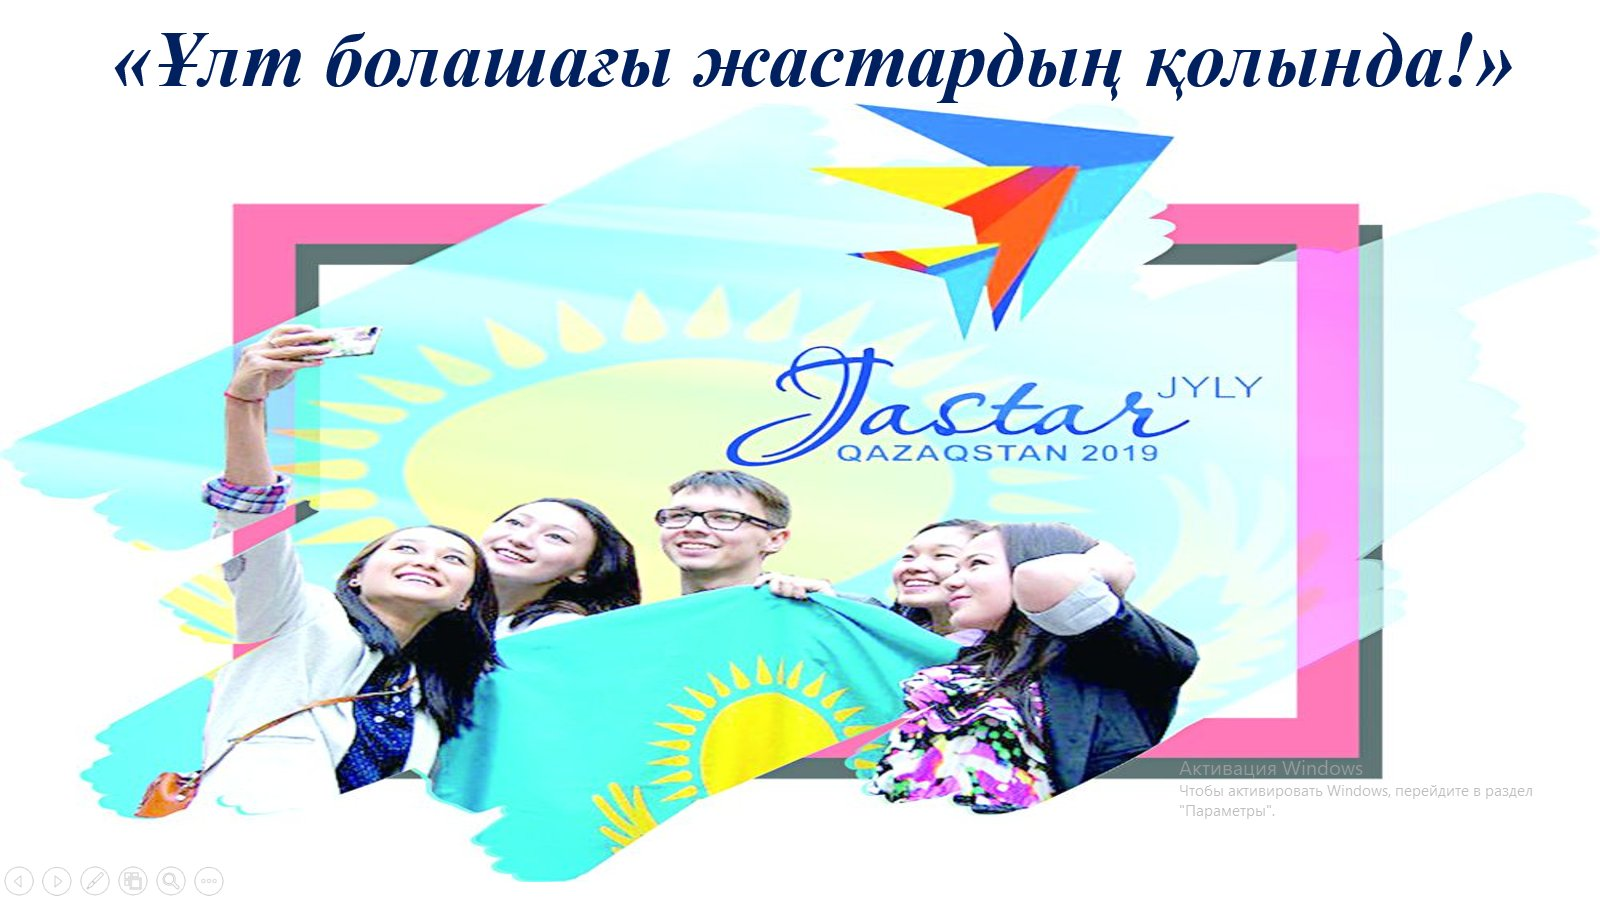 «Ұлт болашағы жастардың қолында!»
Jastar JYLY
QAZAQSTAN 2019
Активация Windows
Чтобы активировать Windows, перейдите в раздел
"Параметры".